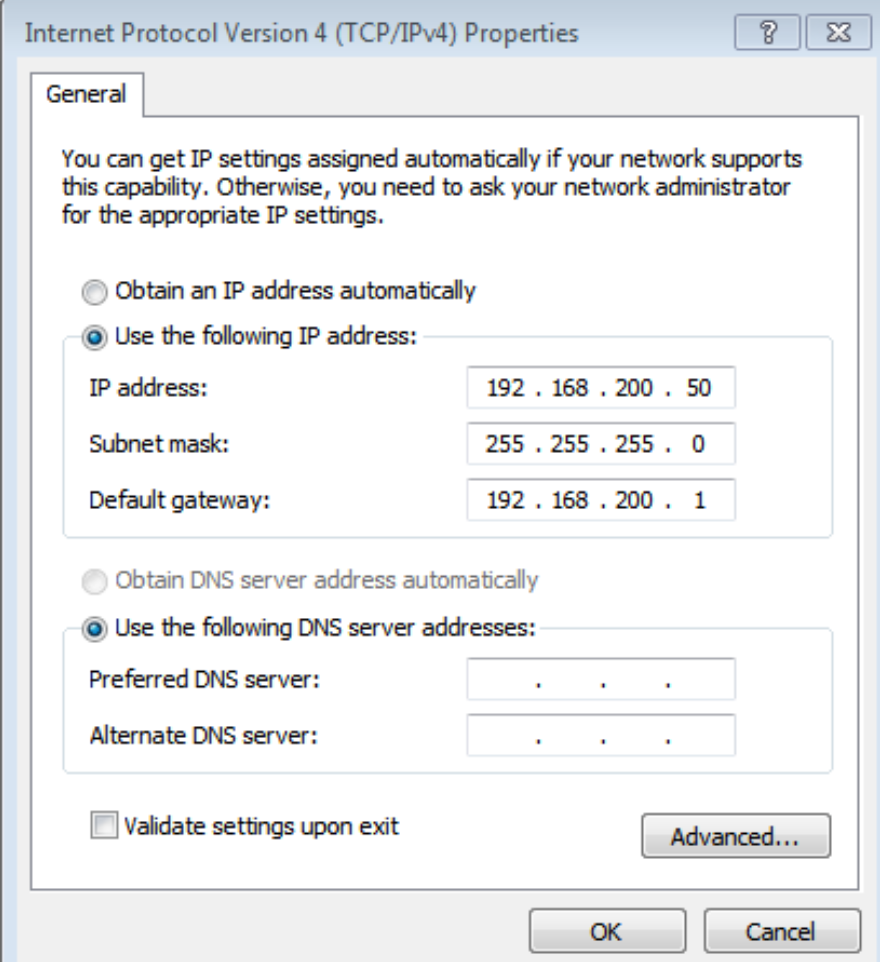 Internet Protocol Version 4 (TCP/IPv4) Properties
General
You can get IP settings assigned automatically if your network supports
this capability. Otherwise, you need to ask your network administrator
for the appropriate IP settings.
Obtain an IP address automatically
Use the following IP address:
IP address: 192 . 168 . 200 . 50
Subnet mask: 255 . 255 . 255 . 0
Default gateway: 192 . 168 . 200 . 1
Obtain DNS server address automatically
Use the following DNS server addresses:
Preferred DNS server: . . .
Alternate DNS server: . . .
Validate settings upon exit
Advanced...
OK Cancel